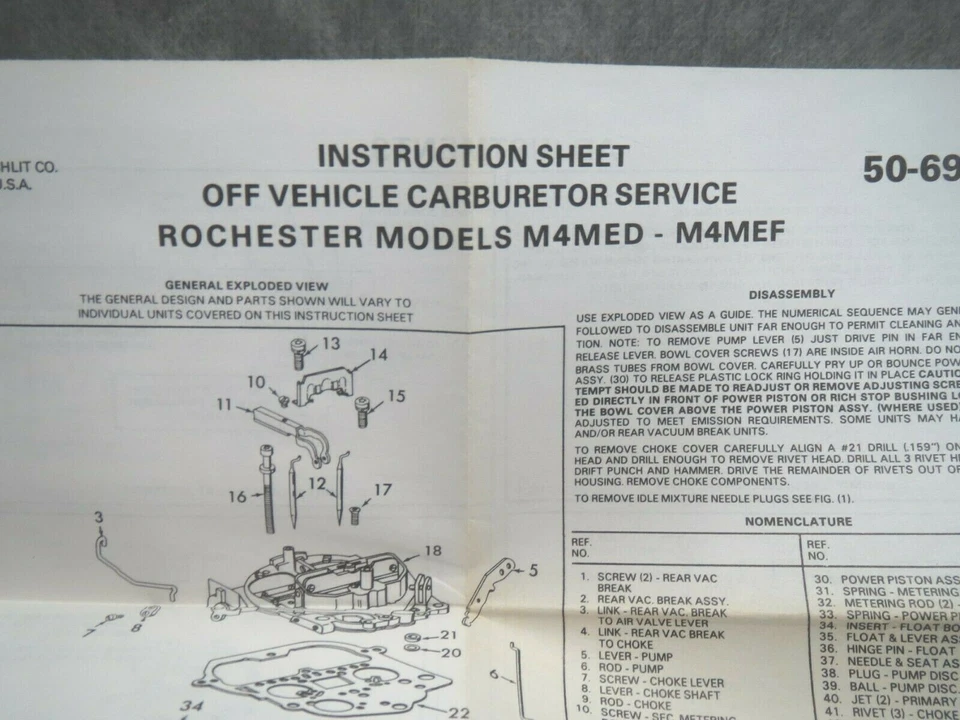 HLIT CO.
U.S.A.
INSTRUCTION SHEET
OFF VEHICLE CARBURETOR SERVICE
ROCHESTER MODELS M4MED - M4MEF
50-69
GENERAL EXPLODED VIEW
THE GENERAL DESIGN AND PARTS SHOWN WILL VARY TO
INDIVIDUAL UNITS COVERED ON THIS INSTRUCTION SHEET
13
14
10
11
15
16
12
17
3
18
5
7
8
21
20
6
34
22
DISASSEMBLY
USE EXPLODED VIEW AS A GUIDE. THE NUMERICAL SEQUENCE MAY GENE
FOLLOWED TO DISASSEMBLE UNIT FAR ENOUGH TO PERMIT CLEANING AN
TION. NOTE: TO REMOVE PUMP LEVER (5) JUST DRIVE PIN IN FAR EN
RELEASE LEVER. BOWL COVER SCREWS (17) ARE INSIDE AIR HORN. DO NO
BRASS TUBES FROM BOWL COVER. CAREFULLY PRY UP OR BOUNCE POW
ASSY. (30) TO RELEASE PLASTIC LOCK RING HOLDING IT IN PLACE CAUTIO
TEMPT SHOULD BE MADE TO READJUST OR REMOVE ADJUSTING SCRE
ED DIRECTLY IN FRONT OF POWER PISTON OR RICH STOP BUSHING LO
THE BOWL COVER ABOVE THE POWER PISTON ASSY. (WHERE USED)
ADJUSTED TO MEET EMISSION REQUIREMENTS. SOME UNITS MAY HA
AND/OR REAR VACUUM BREAK UNITS.
TO REMOVE CHOKE COVER CAREFULLY ALIGN A #21 DRILL (.159") ON
HEAD AND DRILL ENOUGH TO REMOVE RIVET HEAD. DRILL ALL 3 RIVET HE
DRIFT PUNCH AND HAMMER. DRIVE THE REMAINDER OF RIVETS OUT OF
HOUSING. REMOVE CHOKE COMPONENTS.
TO REMOVE IDLE MIXTURE NEEDLE PLUGS SEE FIG. (1).
NOMENCLATURE
REF.
NO.
1. SCREW (2) - REAR VAC
BREAK
2. REAR VAC. BREAK ASSY.
3. LINK - REAR VAC. BREAK
TO AIR VALVE LEVER
4. LINK - REAR VAC BREAK
TO CHOKE
5. LEVER - PUMP
6. ROD - PUMP
7. SCREW - CHOKE LEVER
8. LEVER - CHOKE SHAFT
9. ROD - CHOKE
10. SCREW - SEC. METERING
REF.
NO.
30. POWER PISTON ASS
31. SPRING - METERING
32. METERING ROD (2) -
33. SPRING - POWER PI
34. INSERT - FLOAT BO
35. FLOAT & LEVER ASS
36. HINGE PIN - FLOAT
37. NEEDLE & SEAT AS
38. PLUG - PUMP DISC.
39. BALL - PUMP DISC.
40. JET (2) - PRIMARY
41. RIVET (3) - CHOKE